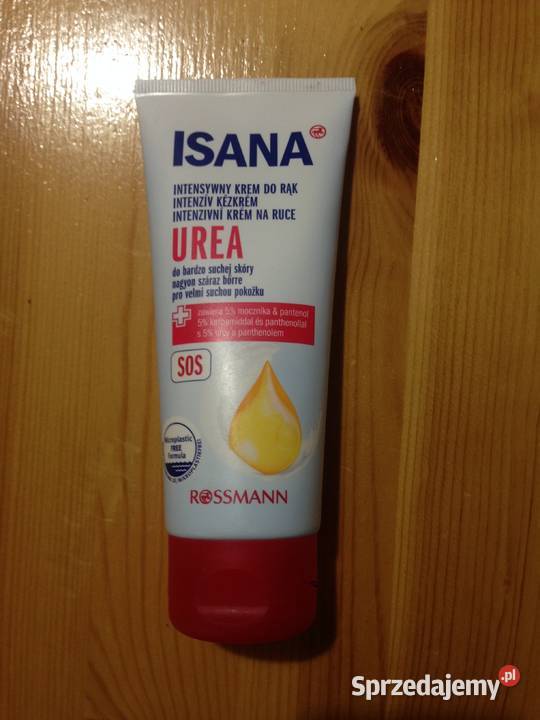 ISANA
INTENSYWNY KREM DO RĄK
INTENZÍV KÉZKRÉM
INTENZIVNÍ KRÉM NA RUCE
UREA
do bardzo suchej skóry
nagyon száraz bőrre
pro velmi suchou pokožku
zawiera 5% mocznika & pantenol
5% karbamiddal és panthenollal
s 5% urey a panthenolem
SOS
Microplastic
FREE
Formula
ROSSMANN
Sprzedajemy.pl